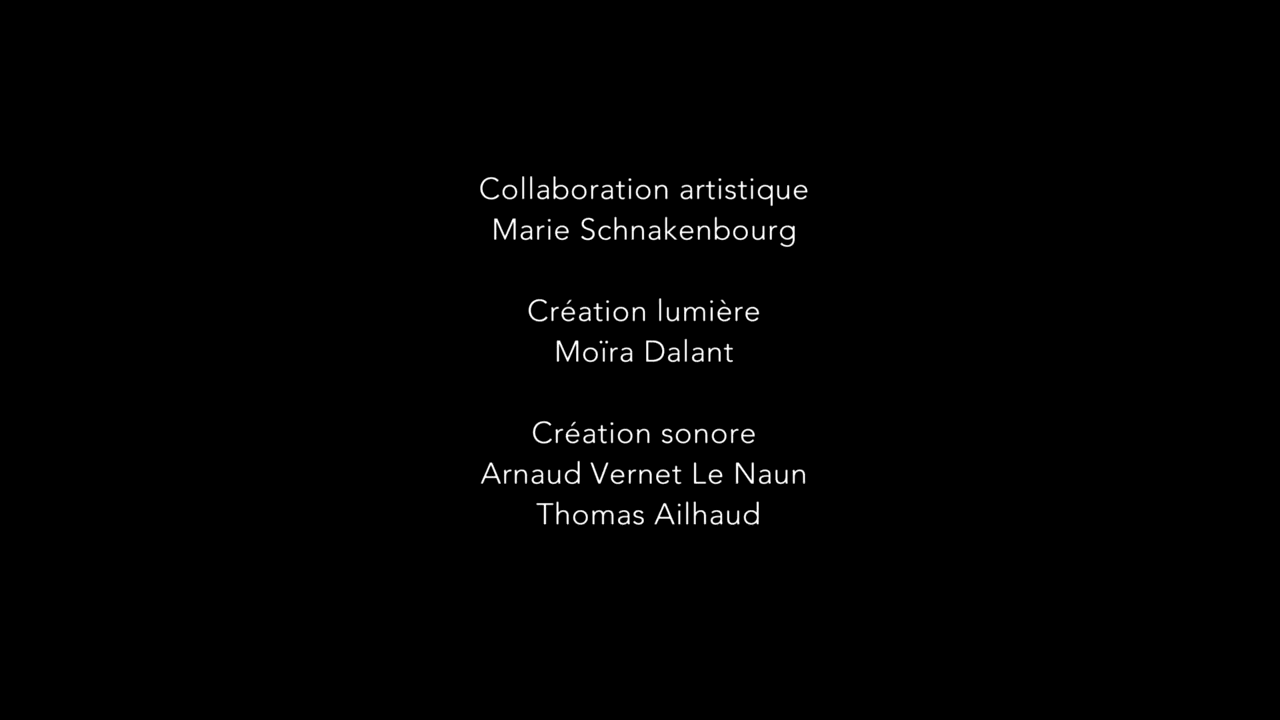 Collaboration artistique
Marie Schnakenbourg
Création lumière
Moïra Dalant
Création sonore
Arnaud Vernet Le Naun
Thomas Ailhaud